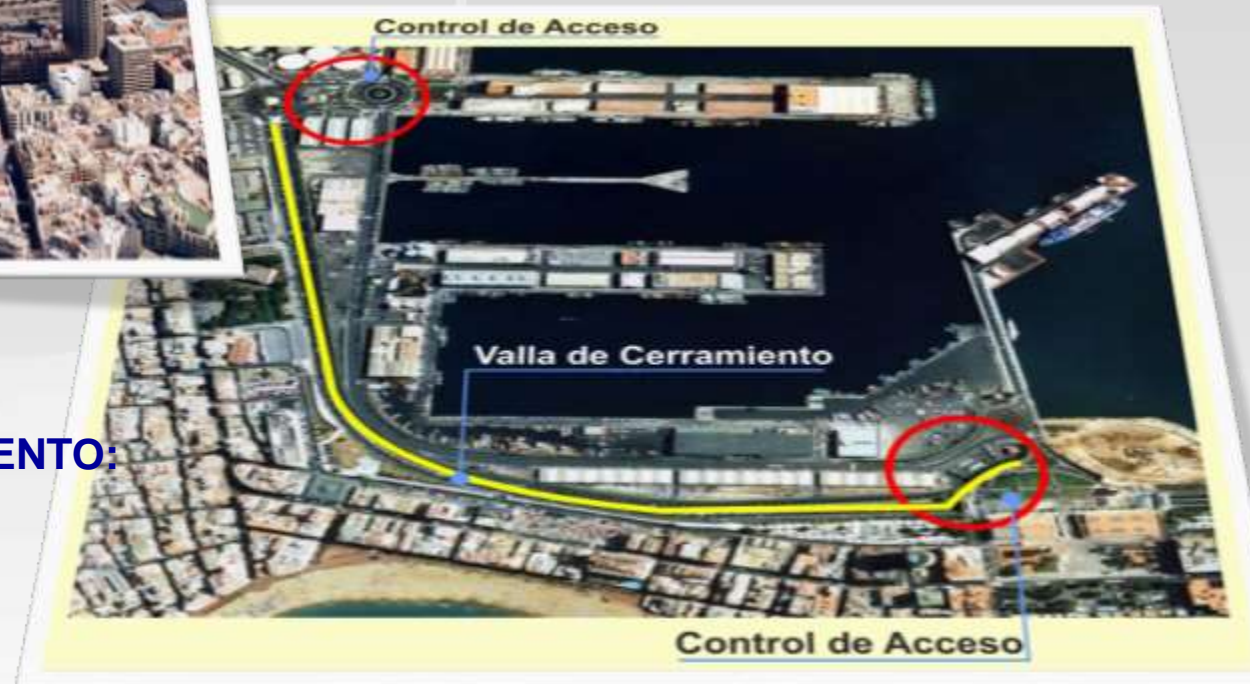 Control de Acceso
Valla de Cerramiento
ENTO:
Control de Acceso